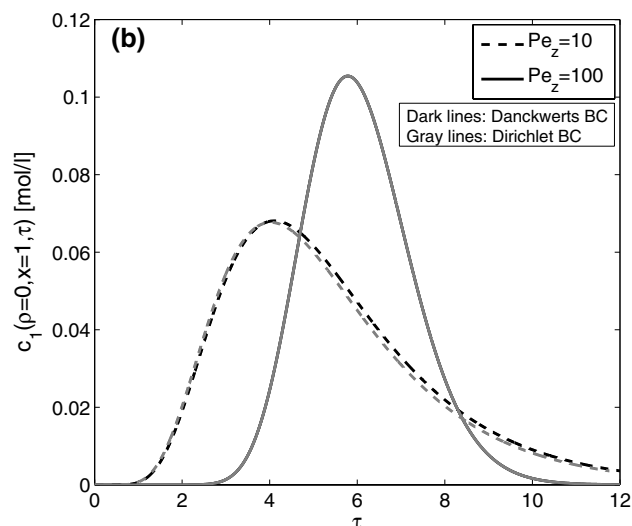 (b)
Pe_z=10
Pe_z=100
Dark lines: Danckwerts BC
Gray lines: Dirichlet BC
0.12
0.1
0.08
0.06
0.04
0.02
0
c_1(ρ=0,x=1,τ) [mol/l]
0 2 4 6 8 10 12
τ